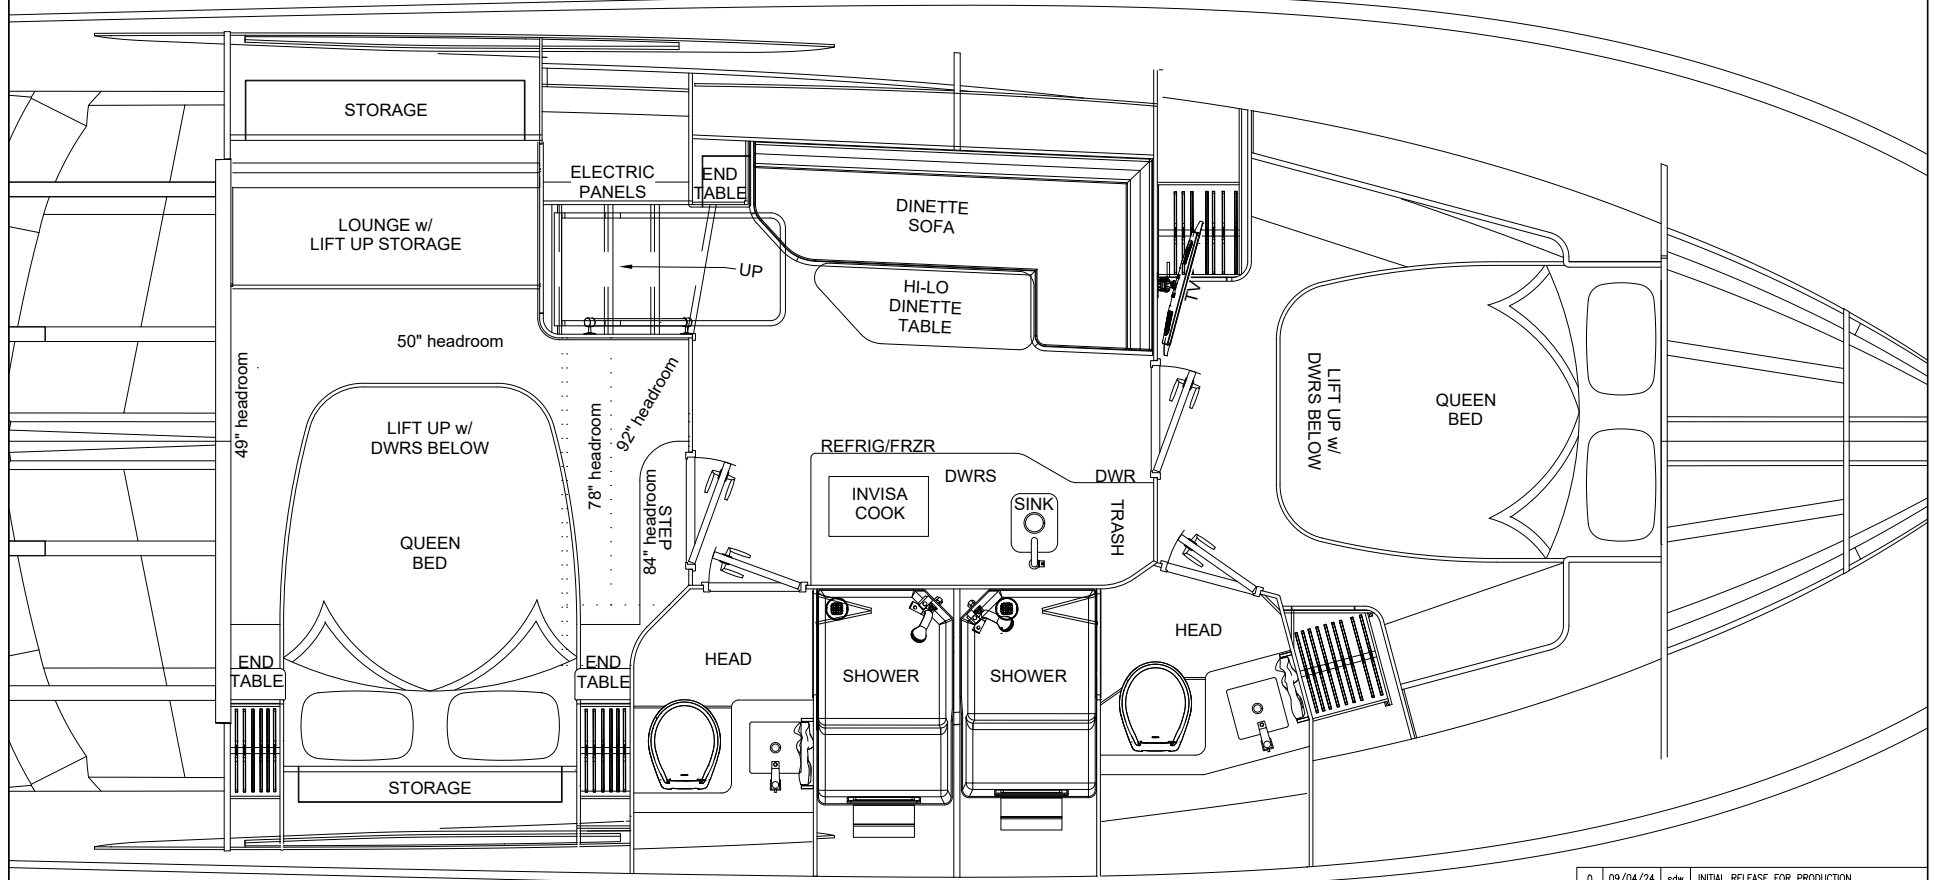 STORAGE
ELECTRIC
PANELS
END
TABLE
LOUNGE w/
LIFT UP STORAGE
DINETTE
SOFA
UP
HI-LO
DINETTE
TABLE
TV
50" headroom
49" headroom
LIFT UP w/
DWRS BELOW
78" headroom
92" headroom
84" headroom
STEP
QUEEN
BED
REFRIG/FRZR
DWRS
DWR
INVISA
COOK
SINK
TRASH
LIFT UP w/
DWRS BELOW
QUEEN
BED
END
TABLE
END
TABLE
HEAD
SHOWER
SHOWER
HEAD
STORAGE
0 09/04/24 sdw INITIAL RELEASE FOR PRODUCTION